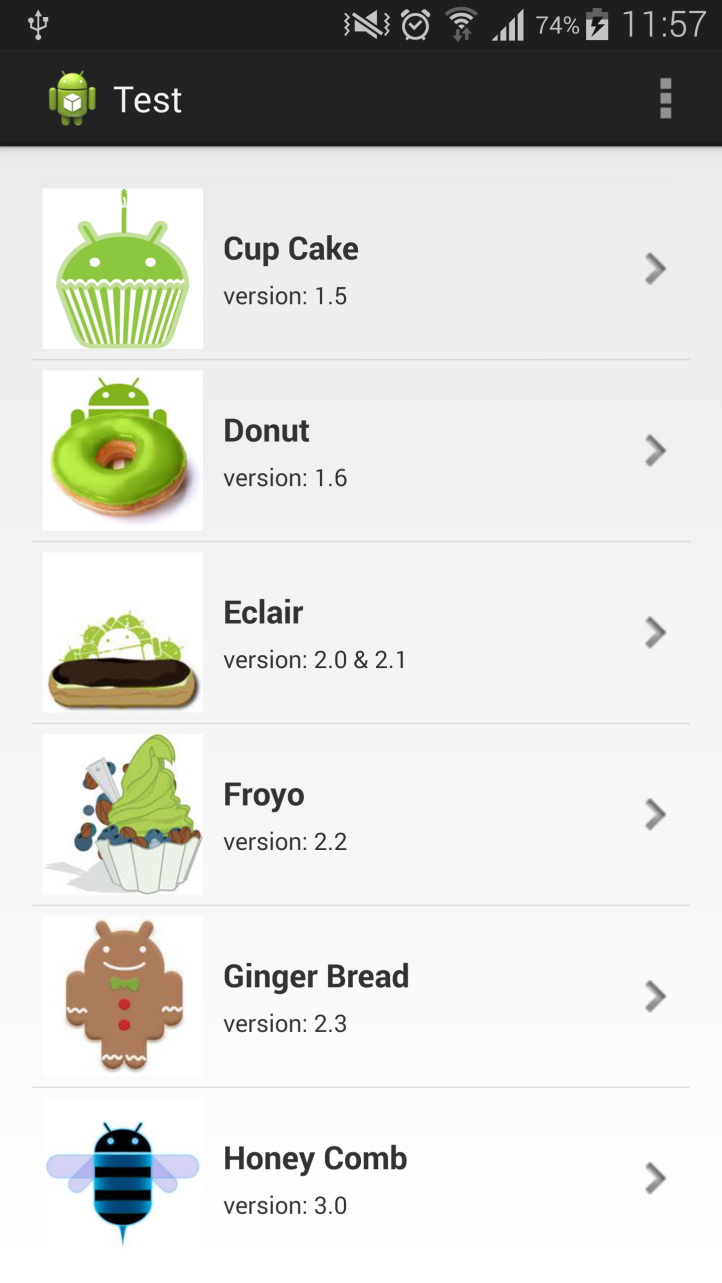 74% 11:57
Test
Cup Cake
version: 1.5
Donut
version: 1.6
Eclair
version: 2.0 & 2.1
Froyo
version: 2.2
Ginger Bread
version: 2.3
Honey Comb
version: 3.0